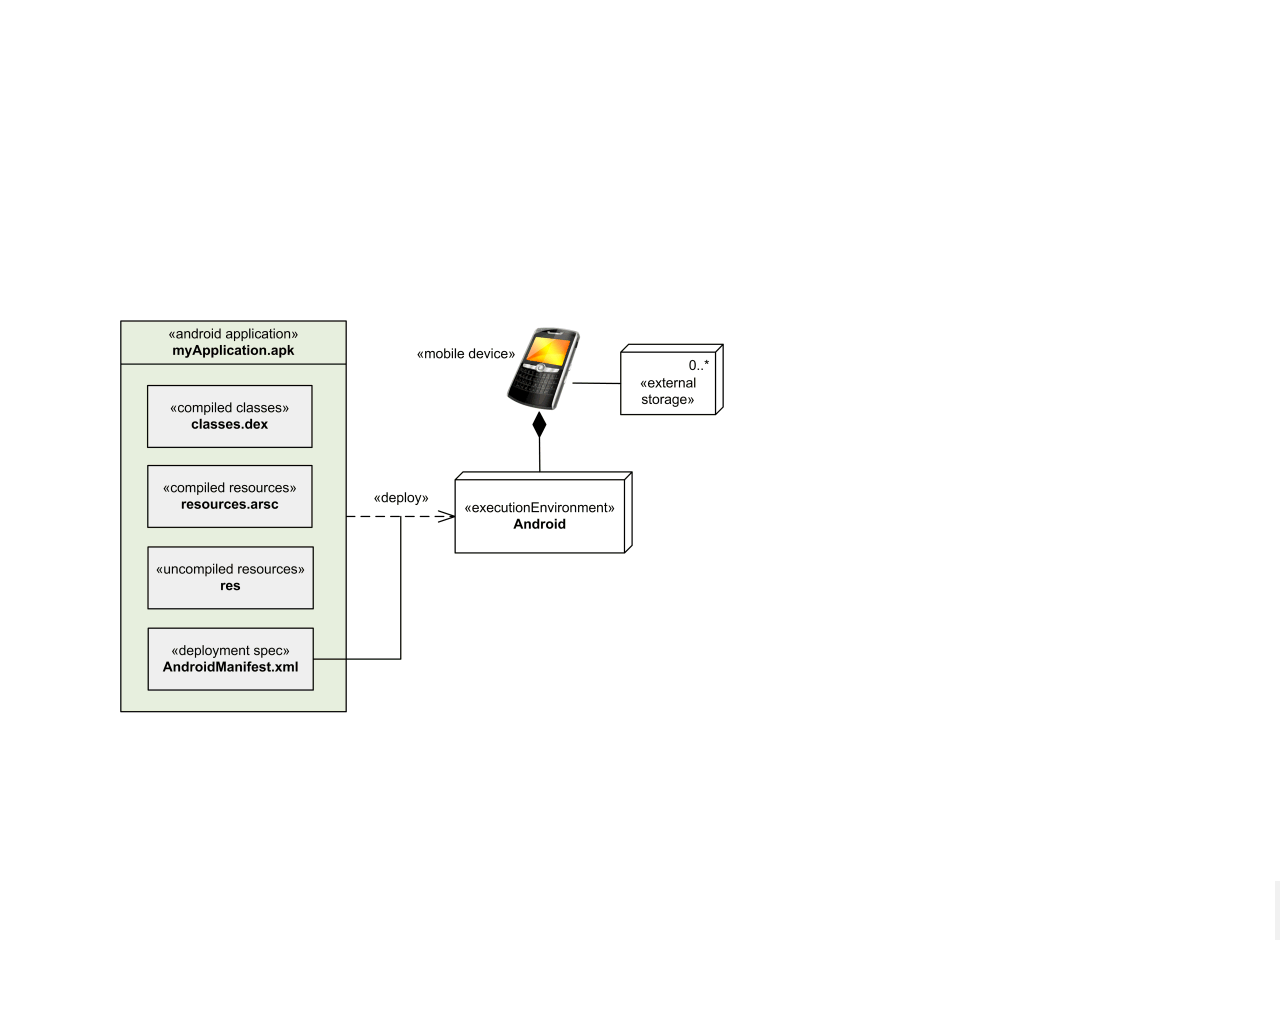 «android application»
myApplication.apk
«compiled classes»
classes.dex
«compiled resources»
resources.arsc
«uncompiled resources»
res
«deployment spec»
AndroidManifest.xml
«deploy»
«mobile device»
0..*
«external
storage»
«executionEnvironment»
Android